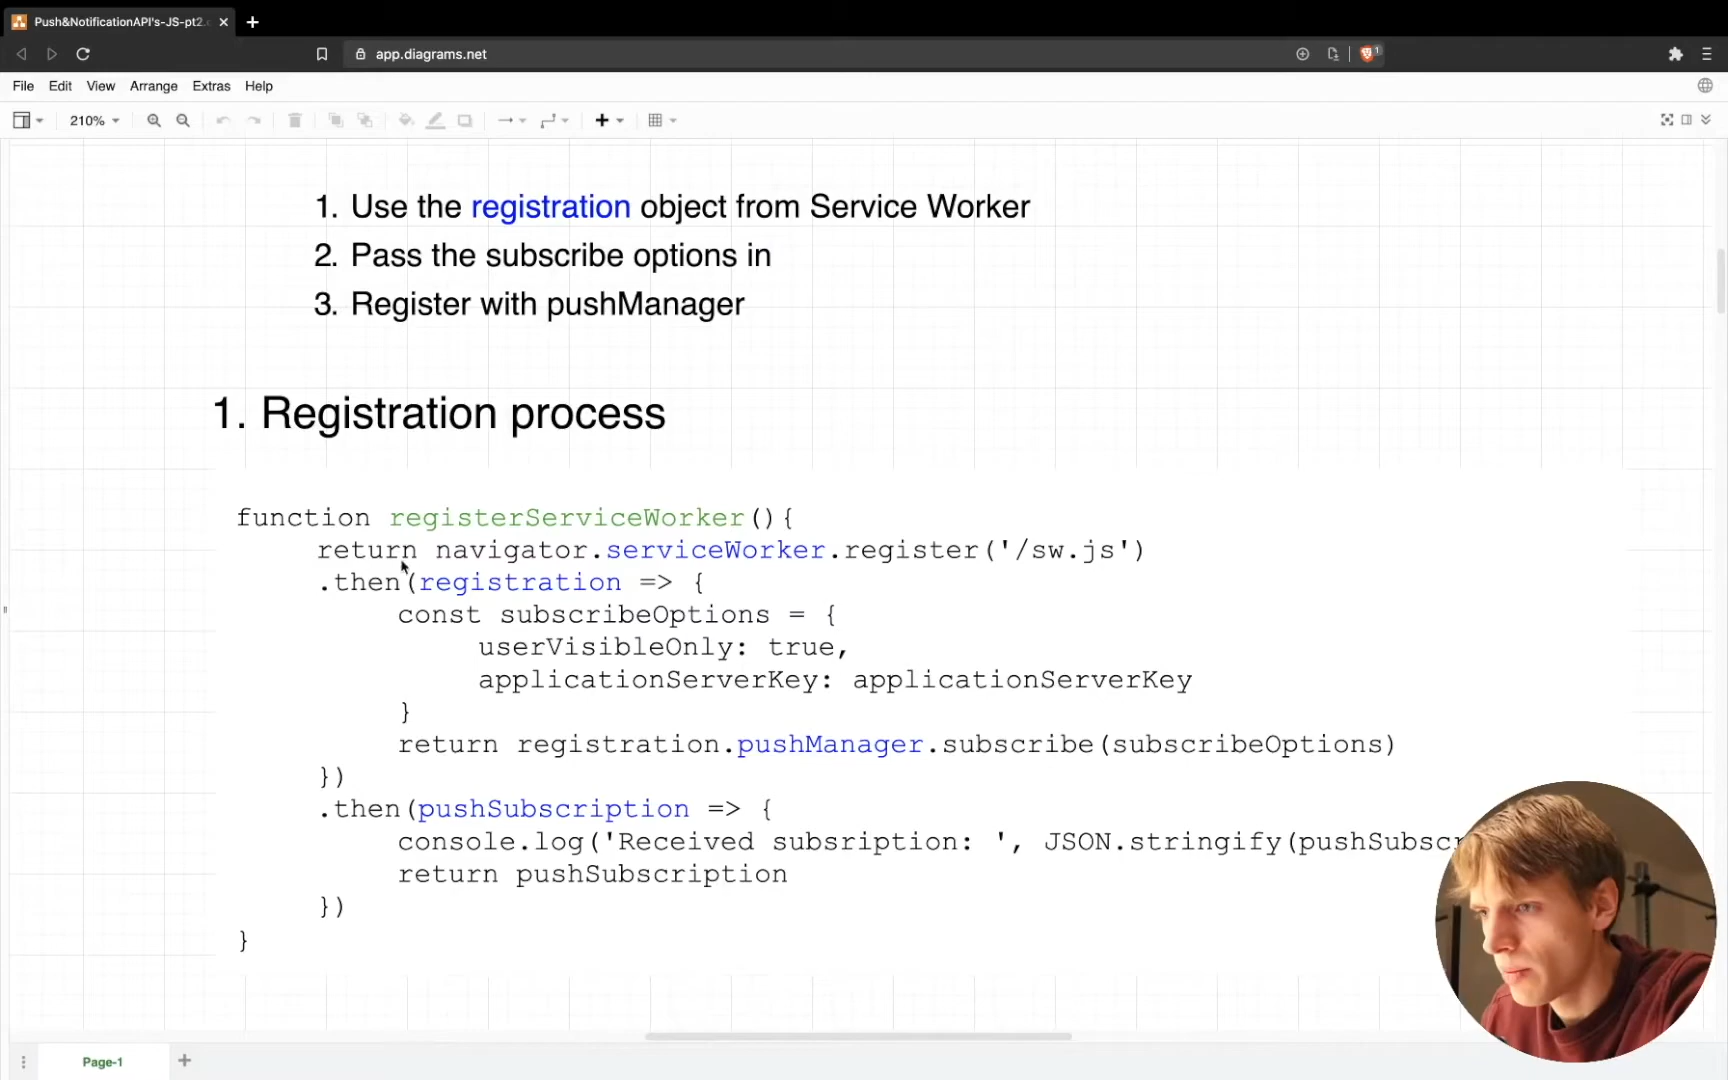 Push&NotificationAPI's-JS-pt2.
app.diagrams.net
1
File Edit View Arrange Extras Help
210%
1. Use the registration object from Service Worker
2. Pass the subscribe options in
3. Register with pushManager
1. Registration process
function registerServiceWorker(){
return navigator.serviceWorker.register('/sw.js')
.then(registration => {
const subscribeOptions = {
userVisibleOnly: true,
applicationServerKey: applicationServerKey
}
return registration.pushManager.subscribe(subscribeOptions)
})
.then(pushSubscription => {
console.log('Received subsription: ', JSON.stringify(pushSubscr
return pushSubscription
})
}
Page-1